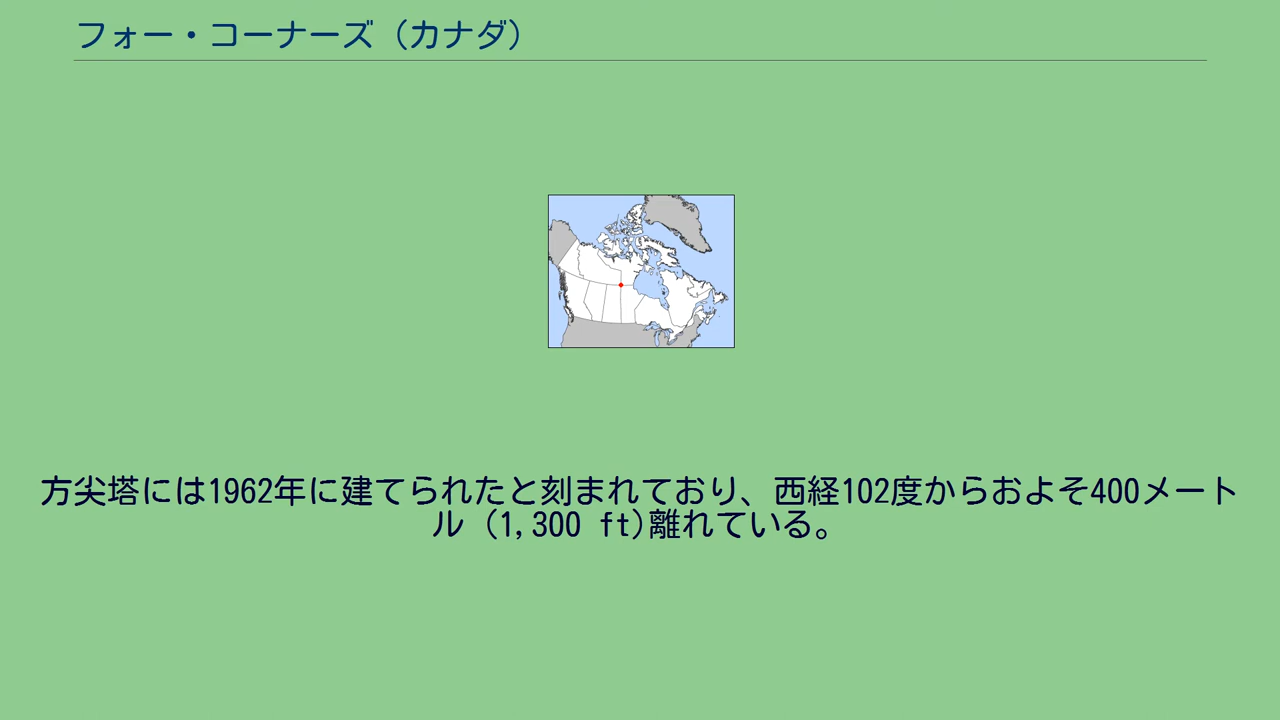 フォー・コーナーズ（カナダ）
方尖塔には1962年に建てられたと刻まれており、西経102度からおよそ400メート
ル (1,300 ft)離れている。